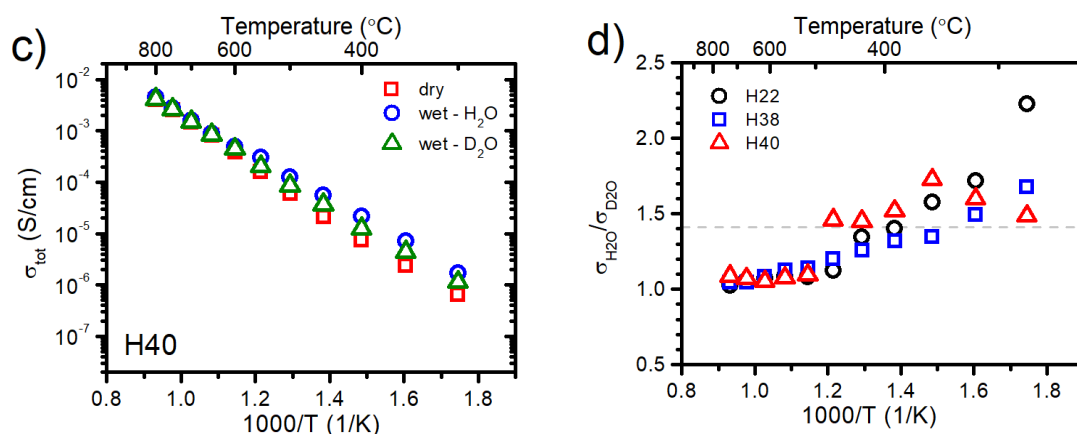 c)
Temperature (°C)
800 600 400
10⁻²
10⁻³
10⁻⁴
10⁻⁵
10⁻⁶
10⁻⁷
σtot (S/cm)
dry
wet - H₂O
wet - D₂O
H40
0.8 1.0 1.2 1.4 1.6 1.8
1000/T (1/K)
d)
Temperature (°C)
800 600 400
2.5
2.0
1.5
1.0
0.5
σH2O/σD2O
H22
H38
H40
0.8 1.0 1.2 1.4 1.6 1.8
1000/T (1/K)